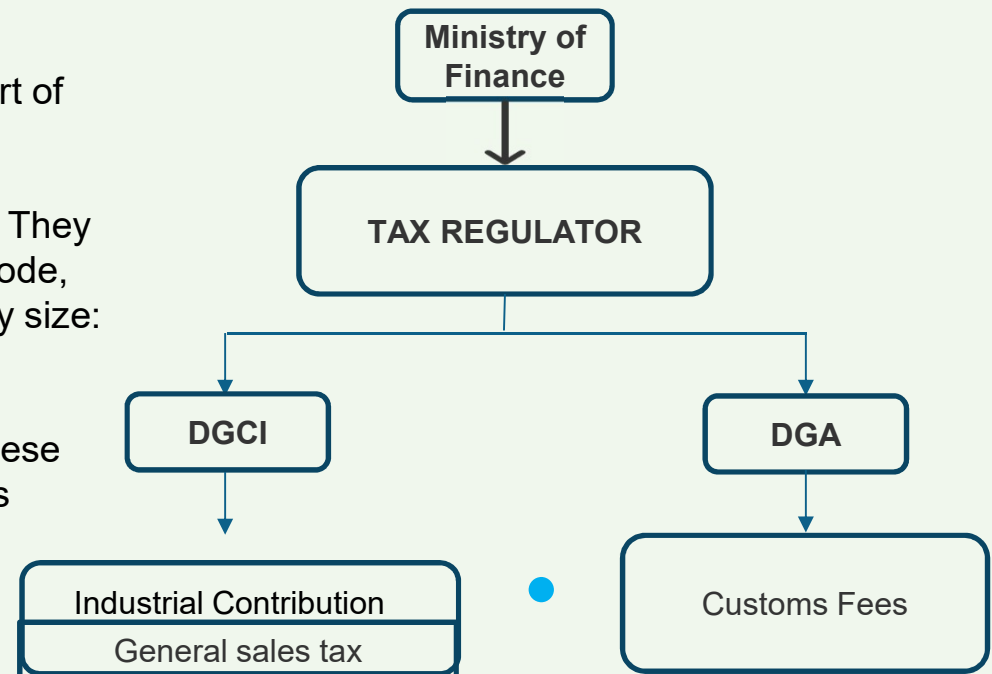 rt of
They
ode,
y size:
ese
s
Ministry of
Finance
TAX REGULATOR
DGCI
DGA
Industrial Contribution
General sales tax
Customs Fees